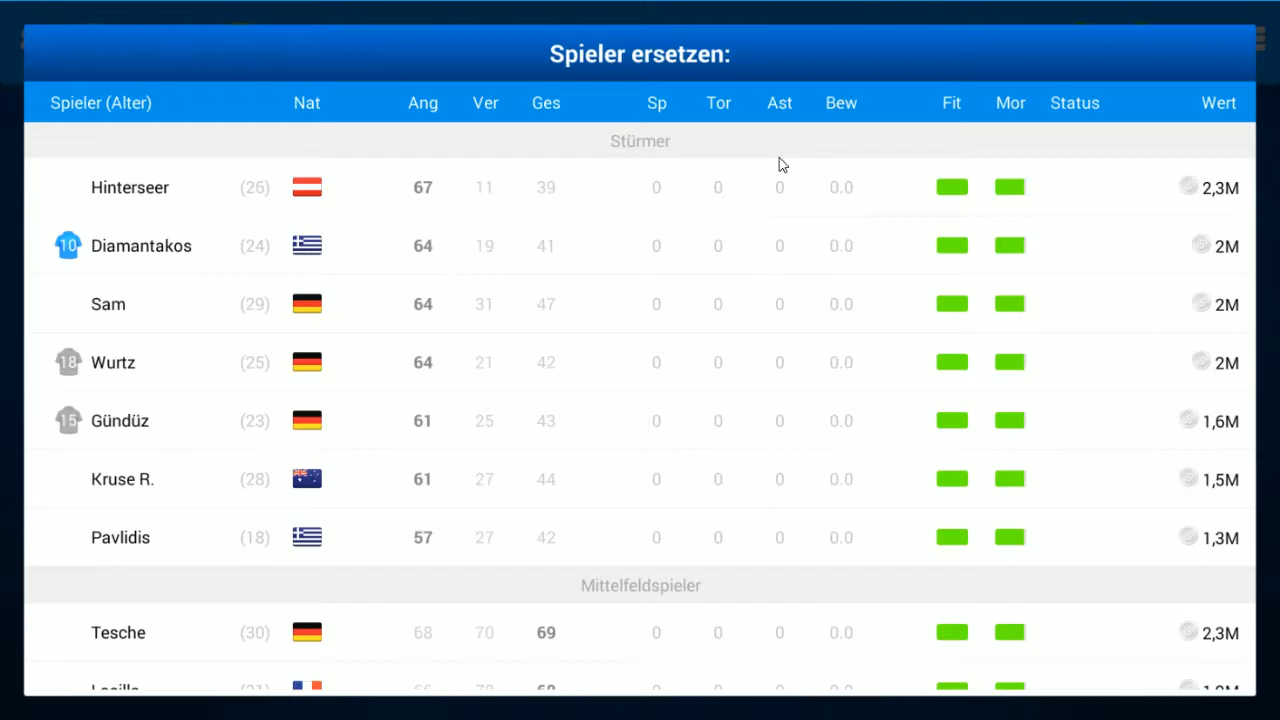 Spieler ersetzen:
Spieler (Alter) Nat Ang Ver Ges Sp Tor Ast Bew Fit Mor Status Wert
Stürmer
Hinterseer (26) 67 11 39 0 0 0 0.0 2,3M
10 Diamantakos (24) 64 19 41 0 0 0 0.0 2M
Sam (29) 64 31 47 0 0 0 0.0 2M
18 Wurtz (25) 64 21 42 0 0 0 0.0 2M
15 Gündüz (23) 61 25 43 0 0 0 0.0 1,6M
Kruse R. (28) 61 27 44 0 0 0 0.0 1,5M
Pavlidis (18) 57 27 42 0 0 0 0.0 1,3M
Mittelfeldspieler
Tesche (30) 68 70 69 0 0 0 0.0 2,3M